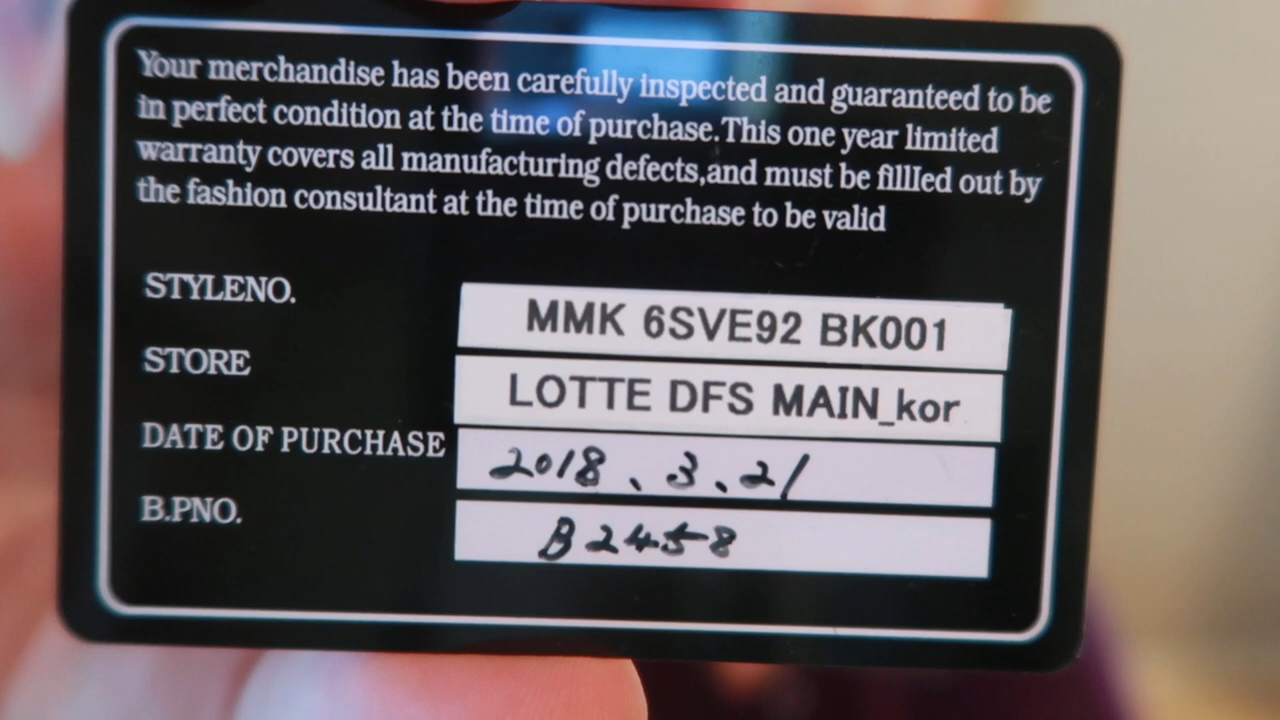 Your merchandise has been carefully inspected and guaranteed to be
in perfect condition at the time of purchase.This one year limited
warranty covers all manufacturing defects,and must be fillIed out by
the fashion consultant at the time of purchase to be valid
STYLENO. MMK 6SVE92 BK001
STORE LOTTE DFS MAIN_kor
DATE OF PURCHASE 2018、3、21
B.PNO. B2458